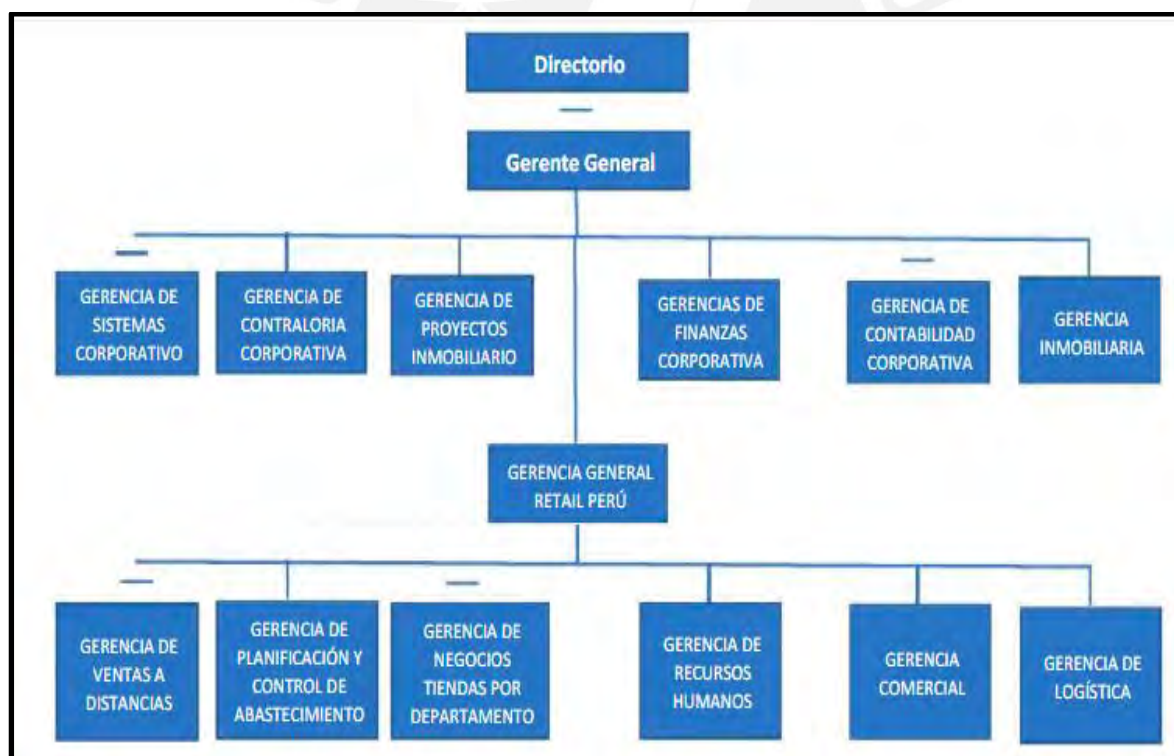 Directorio
Gerente General
GERENCIA DE
SISTEMAS
CORPORATIVO
GERENCIA DE
CONTRALORIA
CORPORATIVA
GERENCIA DE
PROYECTOS
INMOBILIARIO
GERENCIAS DE
FINANZAS
CORPORATIVA
GERENCIA DE
CONTABILIDAD
CORPORATIVA
GERENCIA
INMOBILIARIA
GERENCIA GENERAL
RETAIL PERÚ
GERENCIA DE
VENTAS A
DISTANCIAS
GERENCIA DE
PLANIFICACIÓN Y
CONTROL DE
ABASTECIMIENTO
GERENCIA DE
NEGOCIOS
TIENDAS POR
DEPARTAMENTO
GERENCIA DE
RECURSOS
HUMANOS
GERENCIA
COMERCIAL
GERENCIA DE
LOGÍSTICA